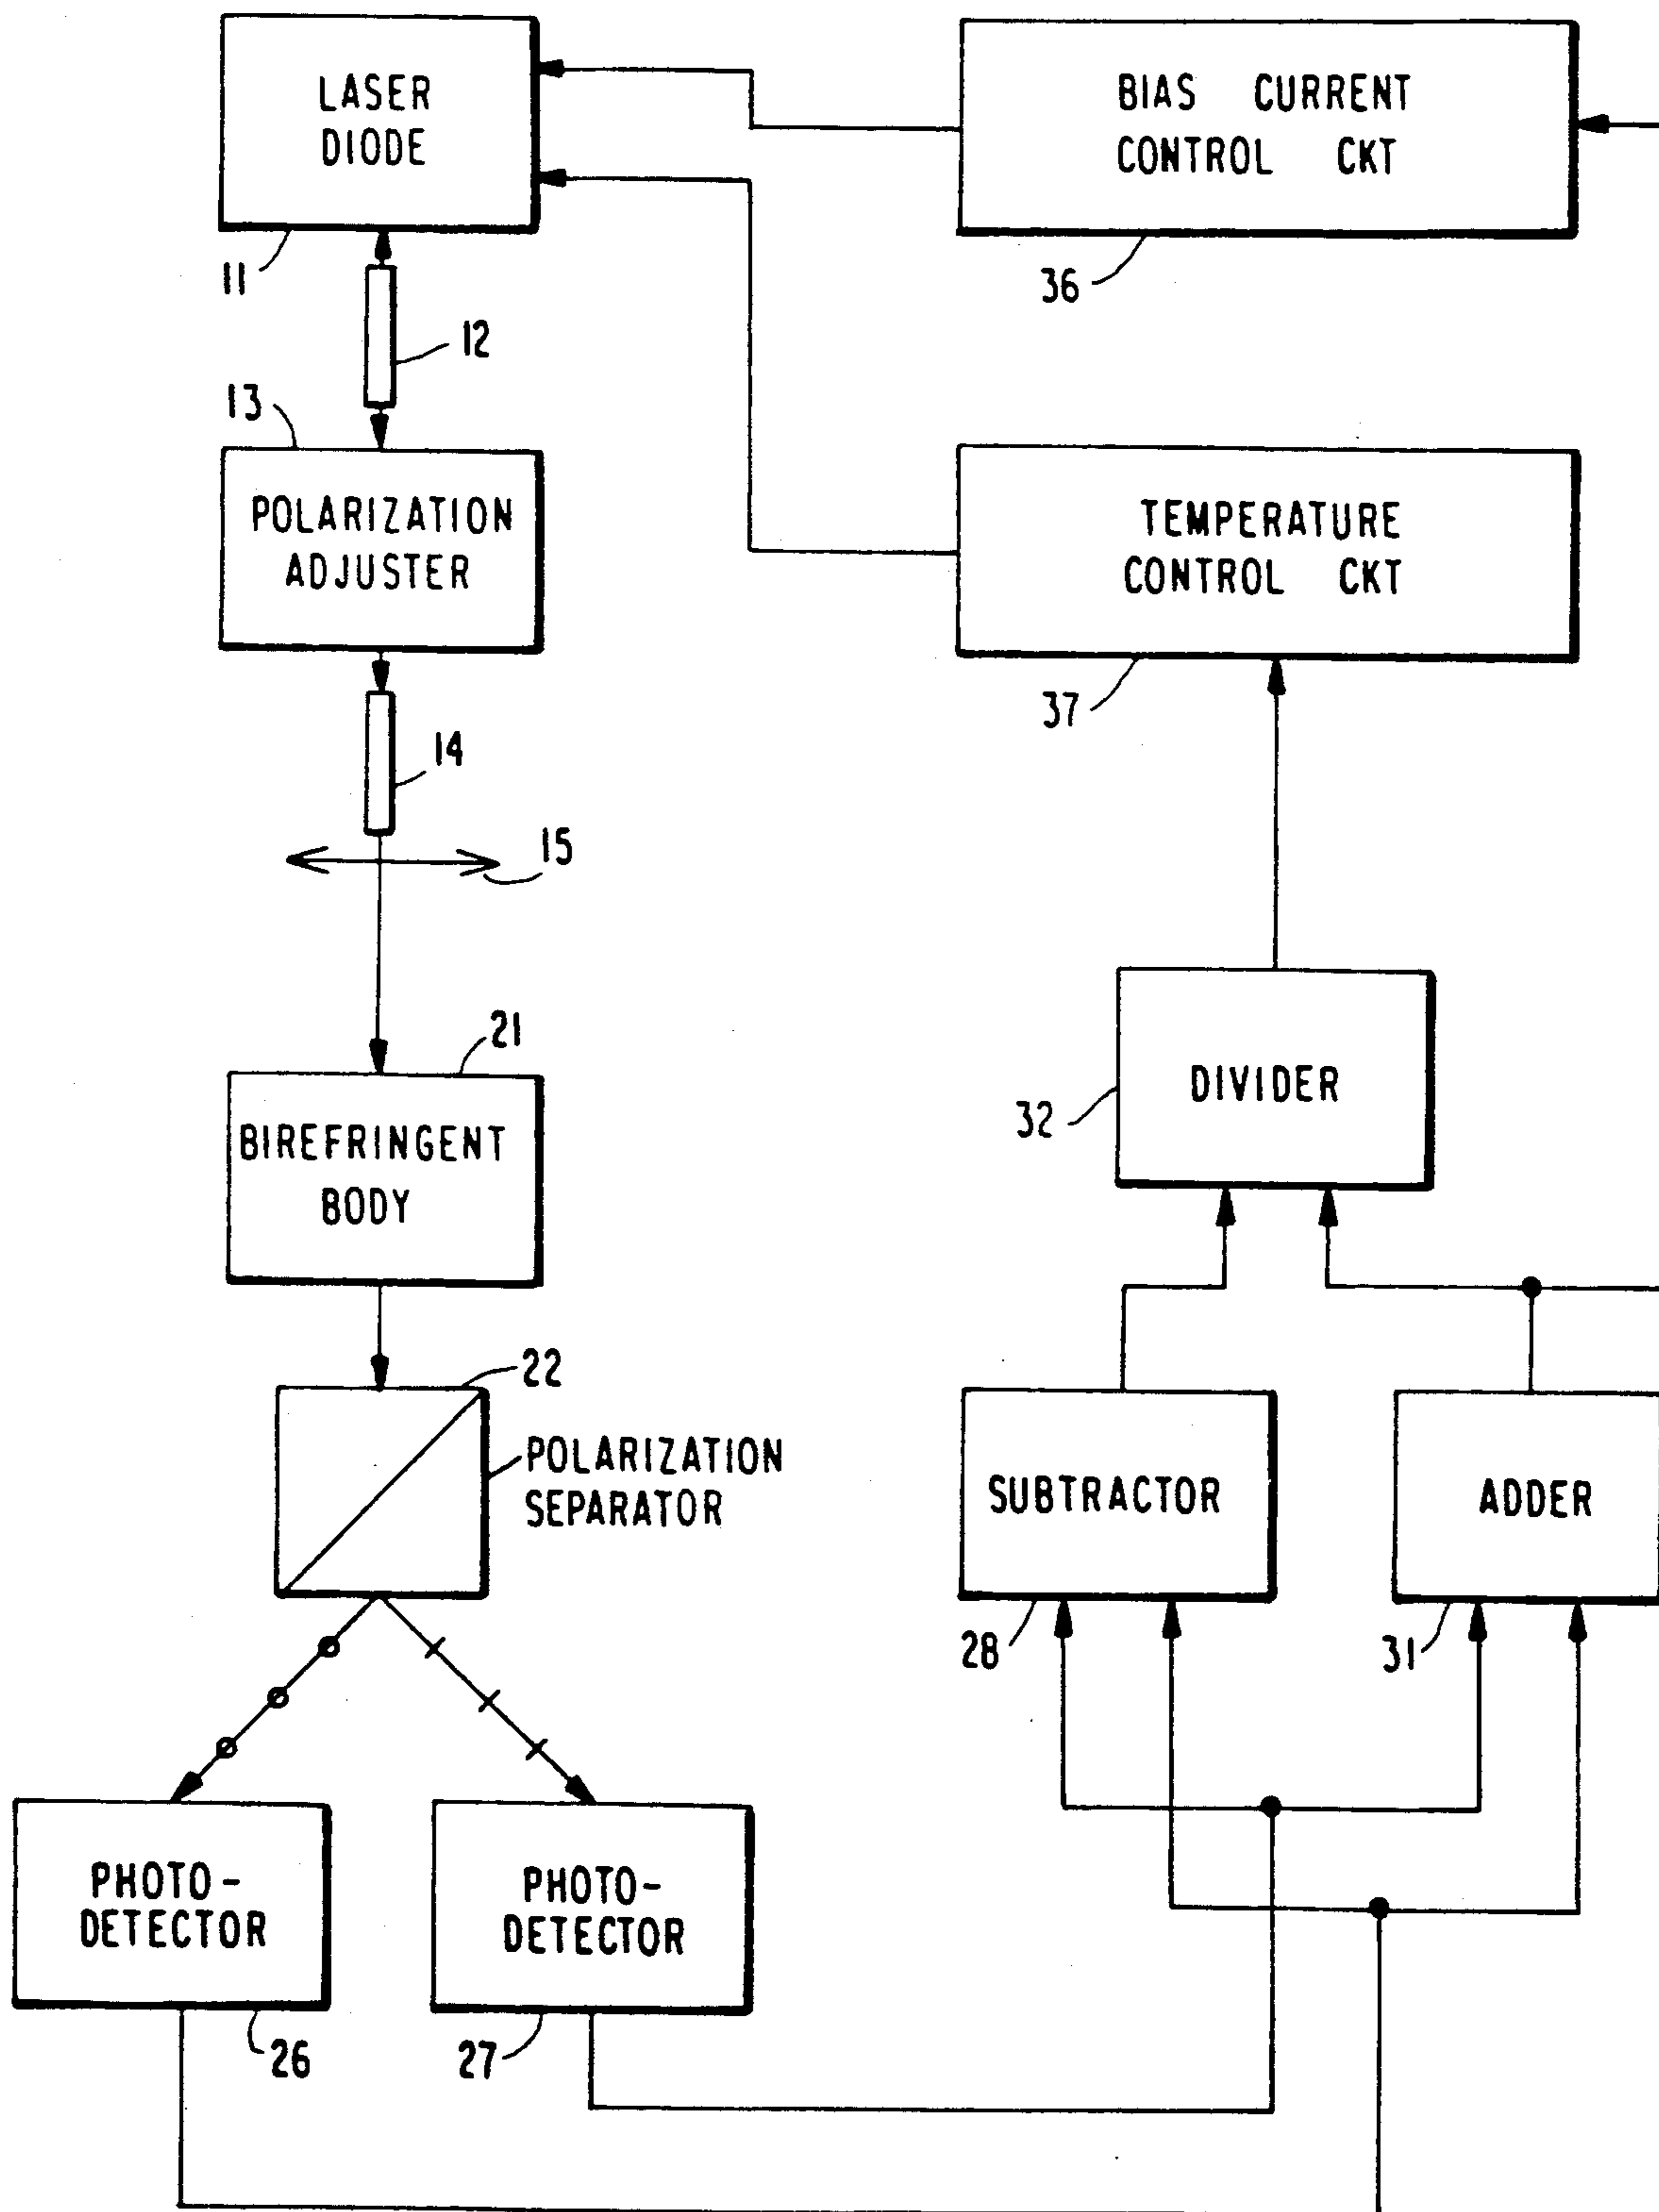 LASER
DIODE
11
BIAS CURRENT
CONTROL CKT
36
12
13
POLARIZATION
ADJUSTER
TEMPERATURE
CONTROL CKT
37
14
15
21
BIREFRINGENT
BODY
DIVIDER
32
22
POLARIZATION
SEPARATOR
SUBTRACTOR
28
ADDER
31
PHOTO-
DETECTOR
26
PHOTO-
DETECTOR
27